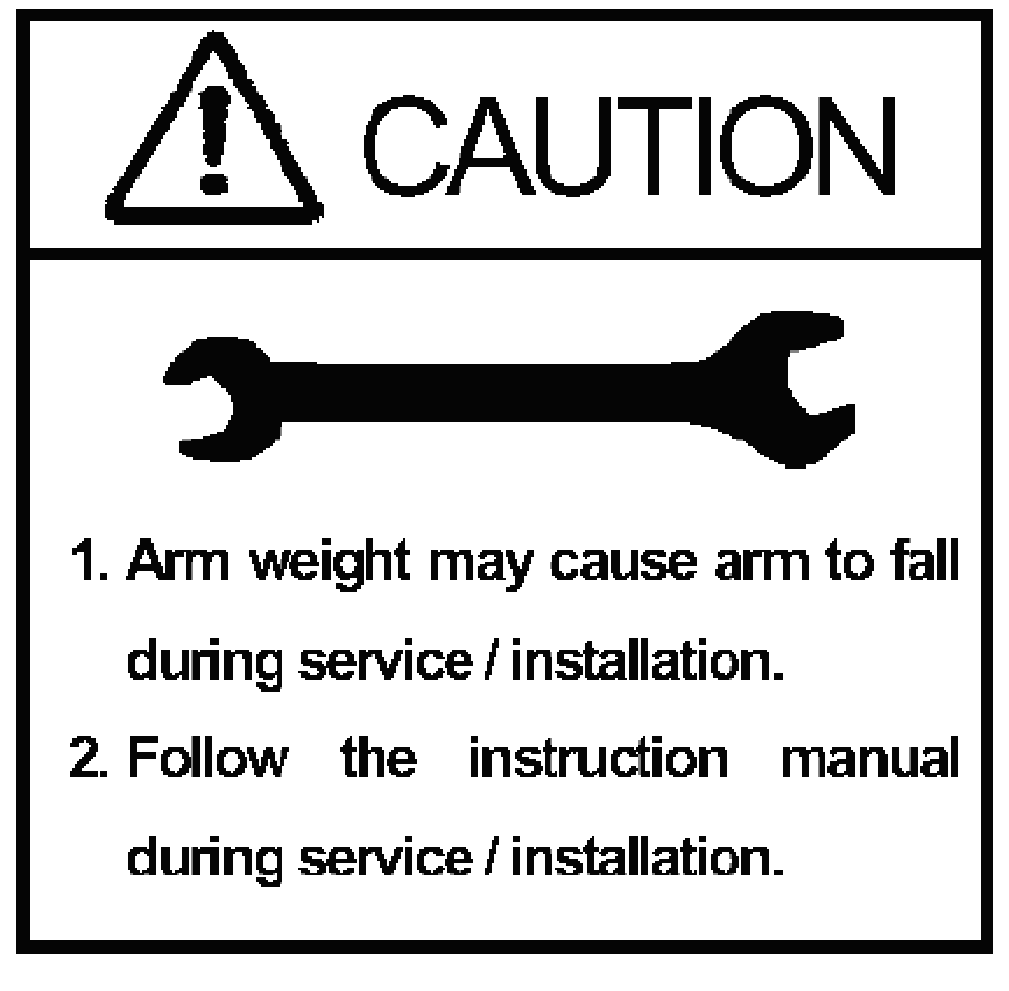 CAUTION
1. Arm weight may cause arm to fall
during service / installation.
2. Follow the instruction manual
during service / installation.